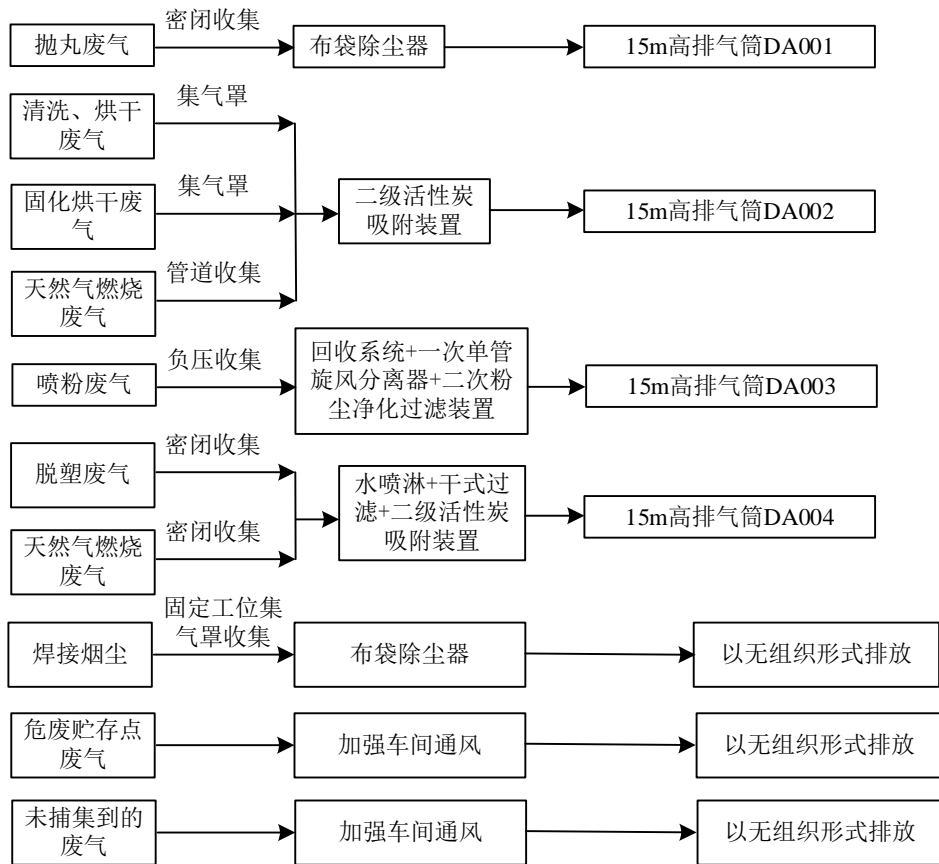 密闭收集
抛丸废气
布袋除尘器
15m高排气筒DA001
清洗、烘干
废气
集气罩
固化烘干废
气
集气罩
二级活性炭
吸附装置
15m高排气筒DA002
天然气燃烧
废气
管道收集
喷粉废气
负压收集
回收系统+一次单管
旋风分离器+二次粉
尘净化过滤装置
15m高排气筒DA003
脱塑废气
密闭收集
水喷淋+干式过
滤+二级活性炭
吸附装置
15m高排气筒DA004
天然气燃烧
废气
密闭收集
焊接烟尘
固定工位集
气罩收集
布袋除尘器
以无组织形式排放
危废贮存点
废气
加强车间通风
以无组织形式排放
未捕集到的
废气
加强车间通风
以无组织形式排放